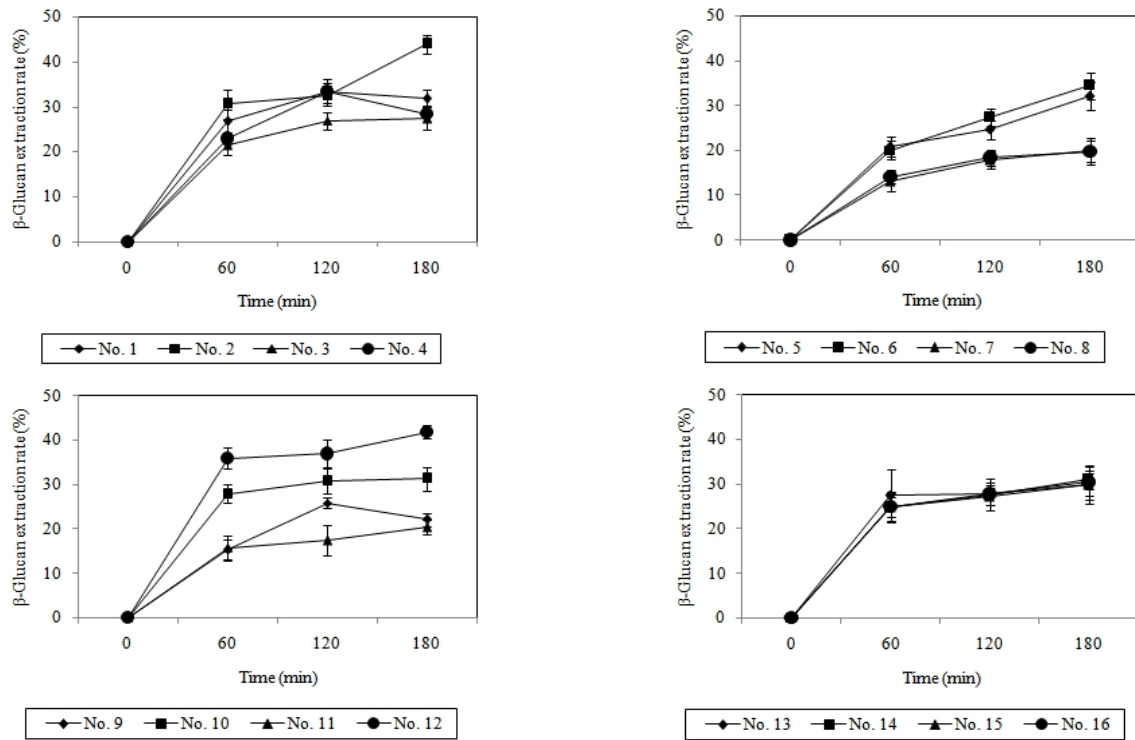 β-Glucan extraction rate (%)
50
40
30
20
10
0
0 60 120 180
Time (min)
No. 1 No. 2 No. 3 No. 4
β-Glucan extraction rate (%)
50
40
30
20
10
0
0 60 120 180
Time (min)
No. 5 No. 6 No. 7 No. 8
β-Glucan extraction rate (%)
50
40
30
20
10
0
0 60 120 180
Time (min)
No. 9 No. 10 No. 11 No. 12
β-Glucan extraction rate (%)
50
40
30
20
10
0
0 60 120 180
Time (min)
No. 13 No. 14 No. 15 No. 16